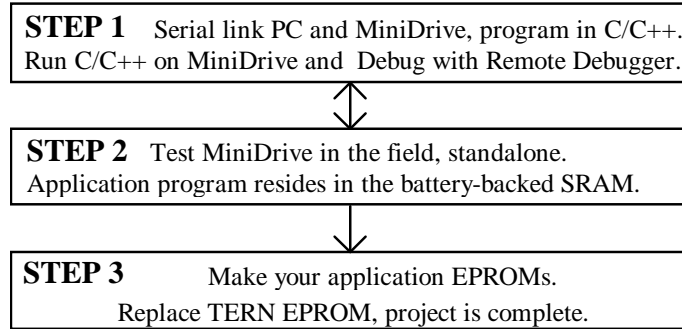 STEP 1 Serial link PC and MiniDrive, program in C/C++.
Run C/C++ on MiniDrive and Debug with Remote Debugger.
STEP 2 Test MiniDrive in the field, standalone.
Application program resides in the battery-backed SRAM.
STEP 3 Make your application EPROMs.
Replace TERN EPROM, project is complete.